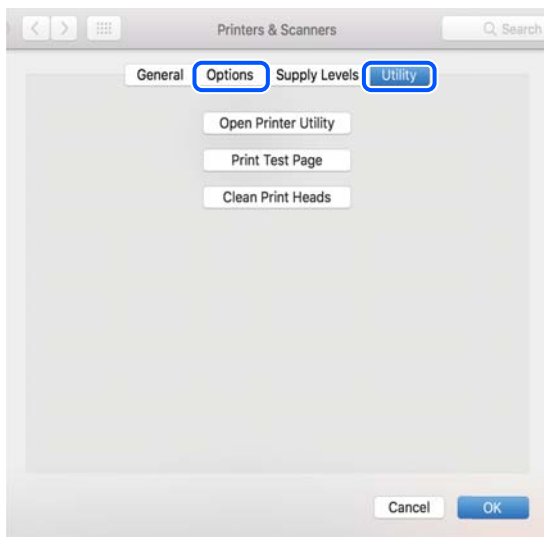 Printers & Scanners Search
General Options Supply Levels Utility
Open Printer Utility
Print Test Page
Clean Print Heads
Cancel OK